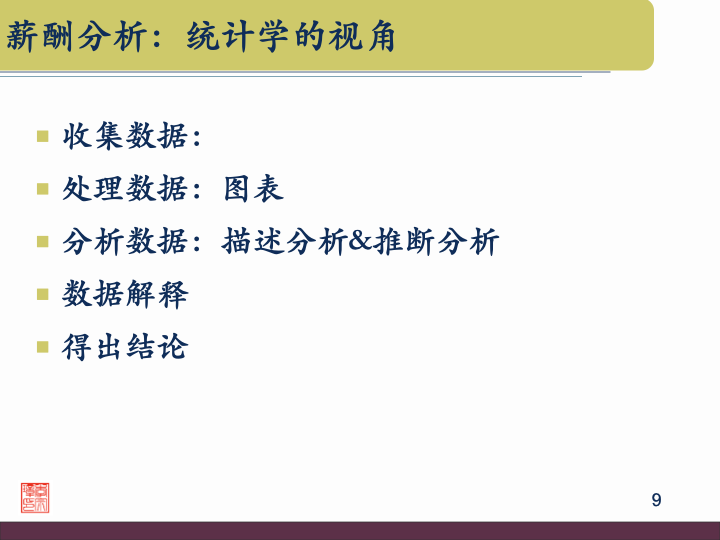 薪酬分析：统计学的视角
收集数据：
处理数据：图表
分析数据：描述分析&推断分析
数据解释
得出结论
9